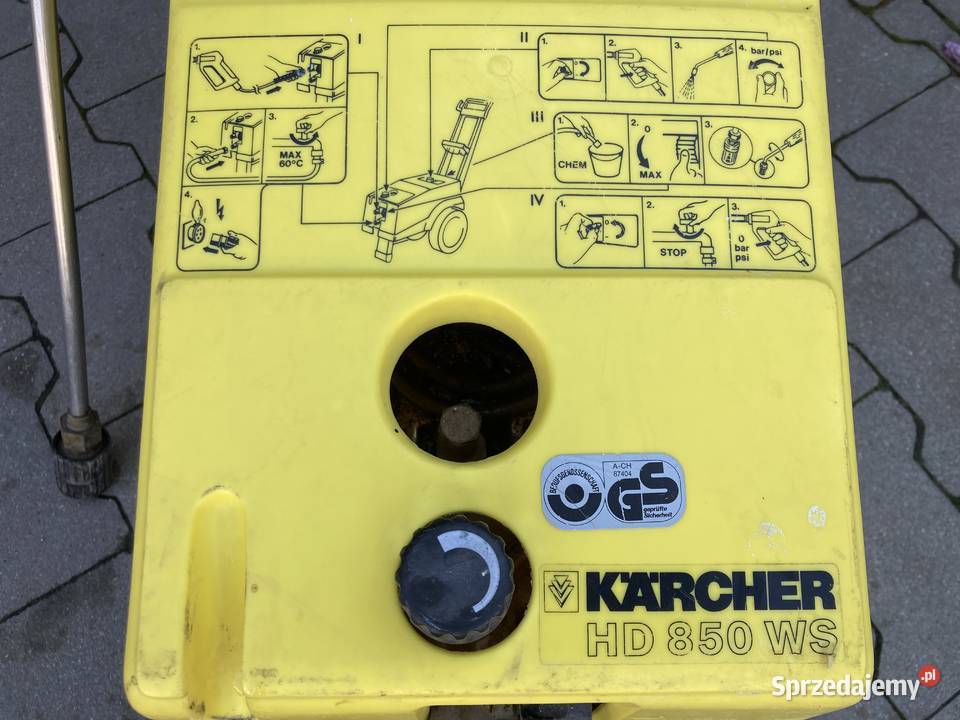 I
1.
2.
3.
MAX
60°C
4.
II
1.
2.
3.
4. bar/psi
III
1.
CHEM
2.
0
MAX
3.
IV
1.
2.
STOP
3.
0
bar
psi
BERUFSGENOSSENSCHAFT
A-CH
87404
GS
geprüfte
Sicherheit
KÄRCHER
HD 850 WS
Sprzedajemy.pl